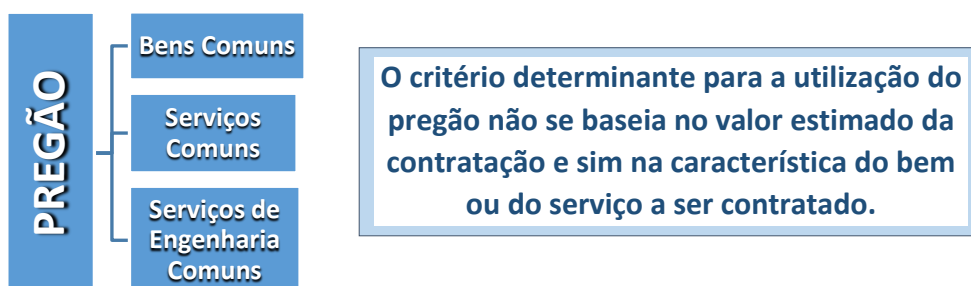 PREGÃO
Bens Comuns
Serviços
Comuns
Serviços de
Engenharia
Comuns
O critério determinante para a utilização do
pregão não se baseia no valor estimado da
contratação e sim na característica do bem
ou do serviço a ser contratado.